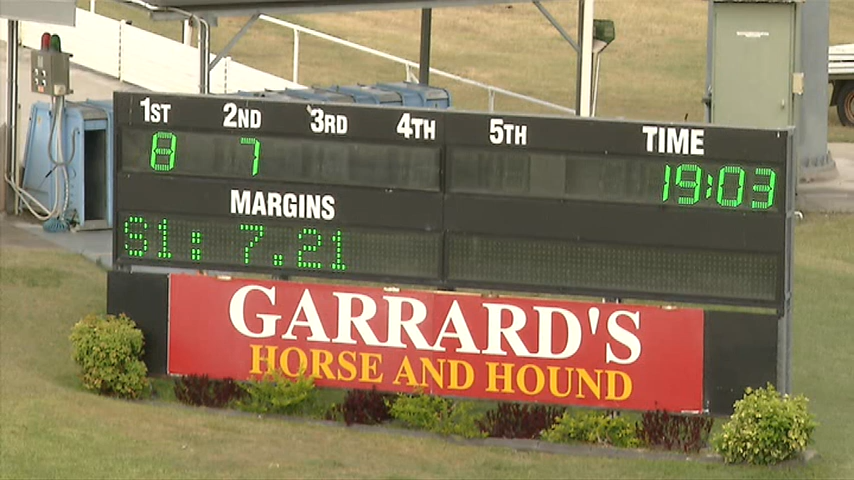 1ST 2ND 3RD 4TH 5TH TIME
8 7 19:03
MARGINS
S1: 7.21
GARRARD'S
HORSE AND HOUND